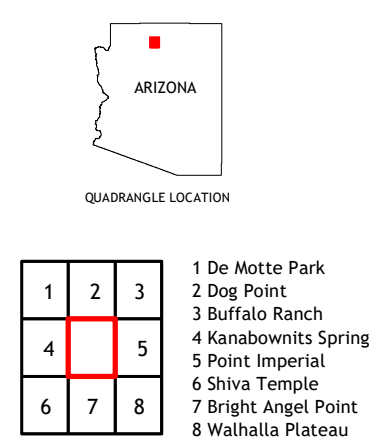 ARIZONA
QUADRANGLE LOCATION
1 2 3
4 5
6 7 8
1 De Motte Park
2 Dog Point
3 Buffalo Ranch
4 Kanabownits Spring
5 Point Imperial
6 Shiva Temple
7 Bright Angel Point
8 Walhalla Plateau